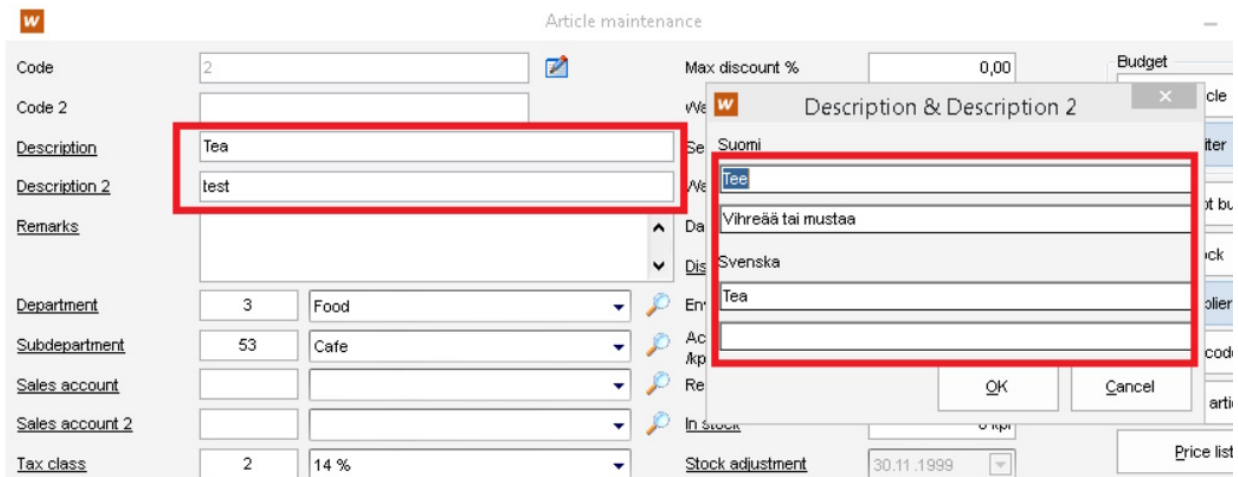 W Article maintenance
Code 2 Max discount % 0,00 Budget
Code 2
W Description & Description 2
Description Tea Suomi
Tee
Description 2 test
Vihreää tai mustaa
Remarks
Svenska
Tea
Department 3 Food
Subdepartment 53 Cafe
Sales account
OK Cancel
Sales account 2 In stock
Tax class 2 14 % Stock adjustment 30.11.1999 Price list